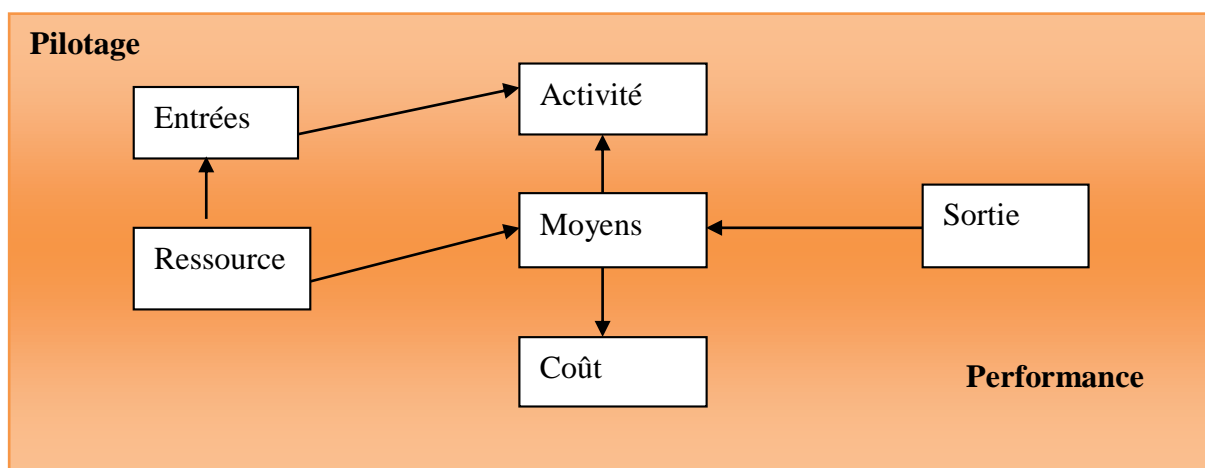 Pilotage
Entrées
Activité
Ressource
Moyens
Sortie
Coût
Performance